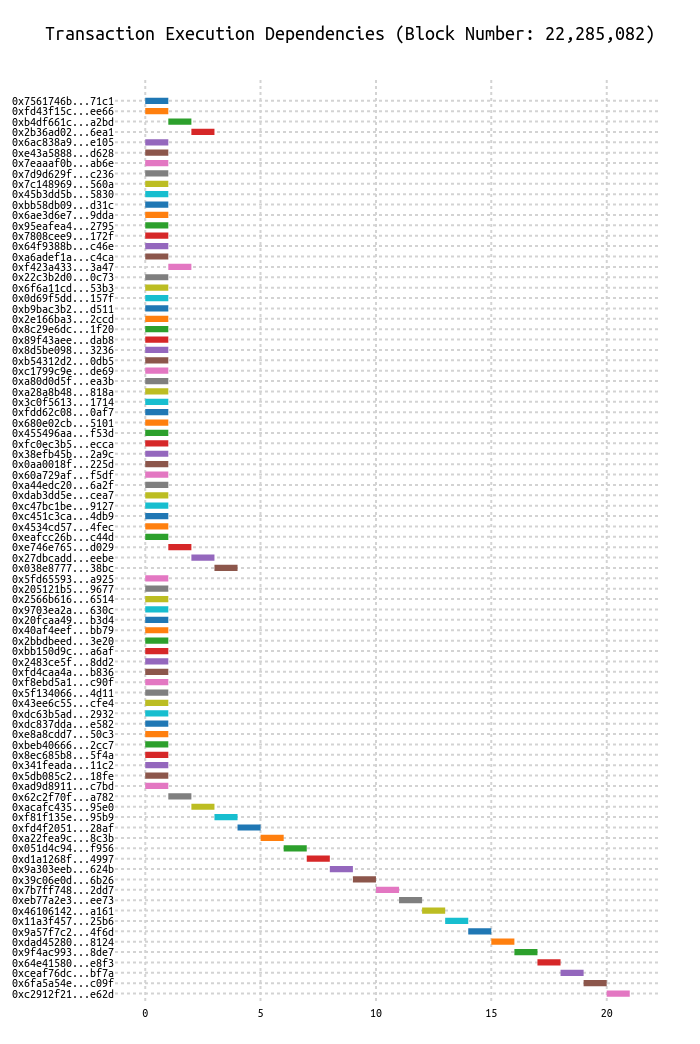 Transaction Execution Dependencies (Block Number: 22,285,082)
0x7561746b...71c1
0xfd43f15c...ee66
0xb4df661c...a2bd
0x2b36ad02...6ea1
0x6ac838a9...e105
0xe43a5888...d628
0x7eaaaf0b...ab6e
0x7d9d629f...c236
0x7c148969...560a
0x45b3dd5b...5830
0xbb58db09...d31c
0x6ae3d6e7...9dda
0x95eafea4...2795
0x7808cee9...172f
0x64f9388b...c46e
0xa6adef1a...c4ca
0xf423a433...3a47
0x22c3b2d0...0c73
0x6f6a11cd...53b3
0x0d69f5dd...157f
0xb9bac3b2...d511
0x2e166ba3...2ccd
0x8c29e6dc...1f20
0x89f43aee...dab8
0x8d5be098...3236
0xb54312d2...0db5
0xc1799c9e...de69
0xa80d0d5f...ea3b
0xa28a8b48...818a
0x3c0f5613...1714
0xfdd62c08...0af7
0x680e02cb...5101
0x455496aa...f53d
0xfc0ec3b5...ecca
0x38efb45b...2a9c
0x0aa0018f...225d
0x60a729af...f5df
0xa44edc20...6a2f
0xdab3dd5e...cea7
0xc47bc1be...9127
0xc451c3ca...4db9
0x4534cd57...4fec
0xeafcc26b...c44d
0xe746e765...d029
0x27dbcadd...eebe
0x038e8777...38bc
0x5fd65593...a925
0x205121b5...9677
0x2566b616...6514
0x9703ea2a...630c
0x20fcaa49...b3d4
0x40af4eef...bb79
0x2bbdbeed...3e20
0xbb150d9c...a6af
0x2483ce5f...8dd2
0xfd4caa4a...b836
0xf8ebd5a1...c90f
0x5f134066...4d11
0x43ee6c55...cfe4
0xdc63b5ad...2932
0xdc837dda...e582
0xe8a8cdd7...50c3
0xbeb40666...2cc7
0x8ec685b8...5f4a
0x341feada...11c2
0x5db085c2...18fe
0xad9d8911...c7bd
0x62c2f70f...a782
0xacafc435...95e0
0xf81f135e...95b9
0xfd4f2051...28af
0xa22fea9c...8c3b
0x051d4c94...f956
0xd1a1268f...4997
0x9a303eeb...624b
0x39c06e0d...6b26
0x7b7ff748...2dd7
0xeb77a2e3...ee73
0x46106142...a161
0x11a3f457...25b6
0x9a57f7c2...4f6d
0xdad45280...8124
0x9f4ac993...8de7
0x64e41580...e8f3
0xceaf76dc...bf7a
0x6fa5a54e...c09f
0xc2912f21...e62d
0 5 10 15 20